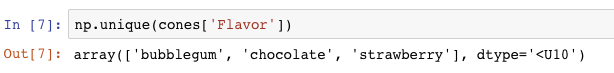 In [7]: np.unique(cones['Flavor'])
Out[7]: array(['bubblegum', 'chocolate', 'strawberry'], dtype='<U10')